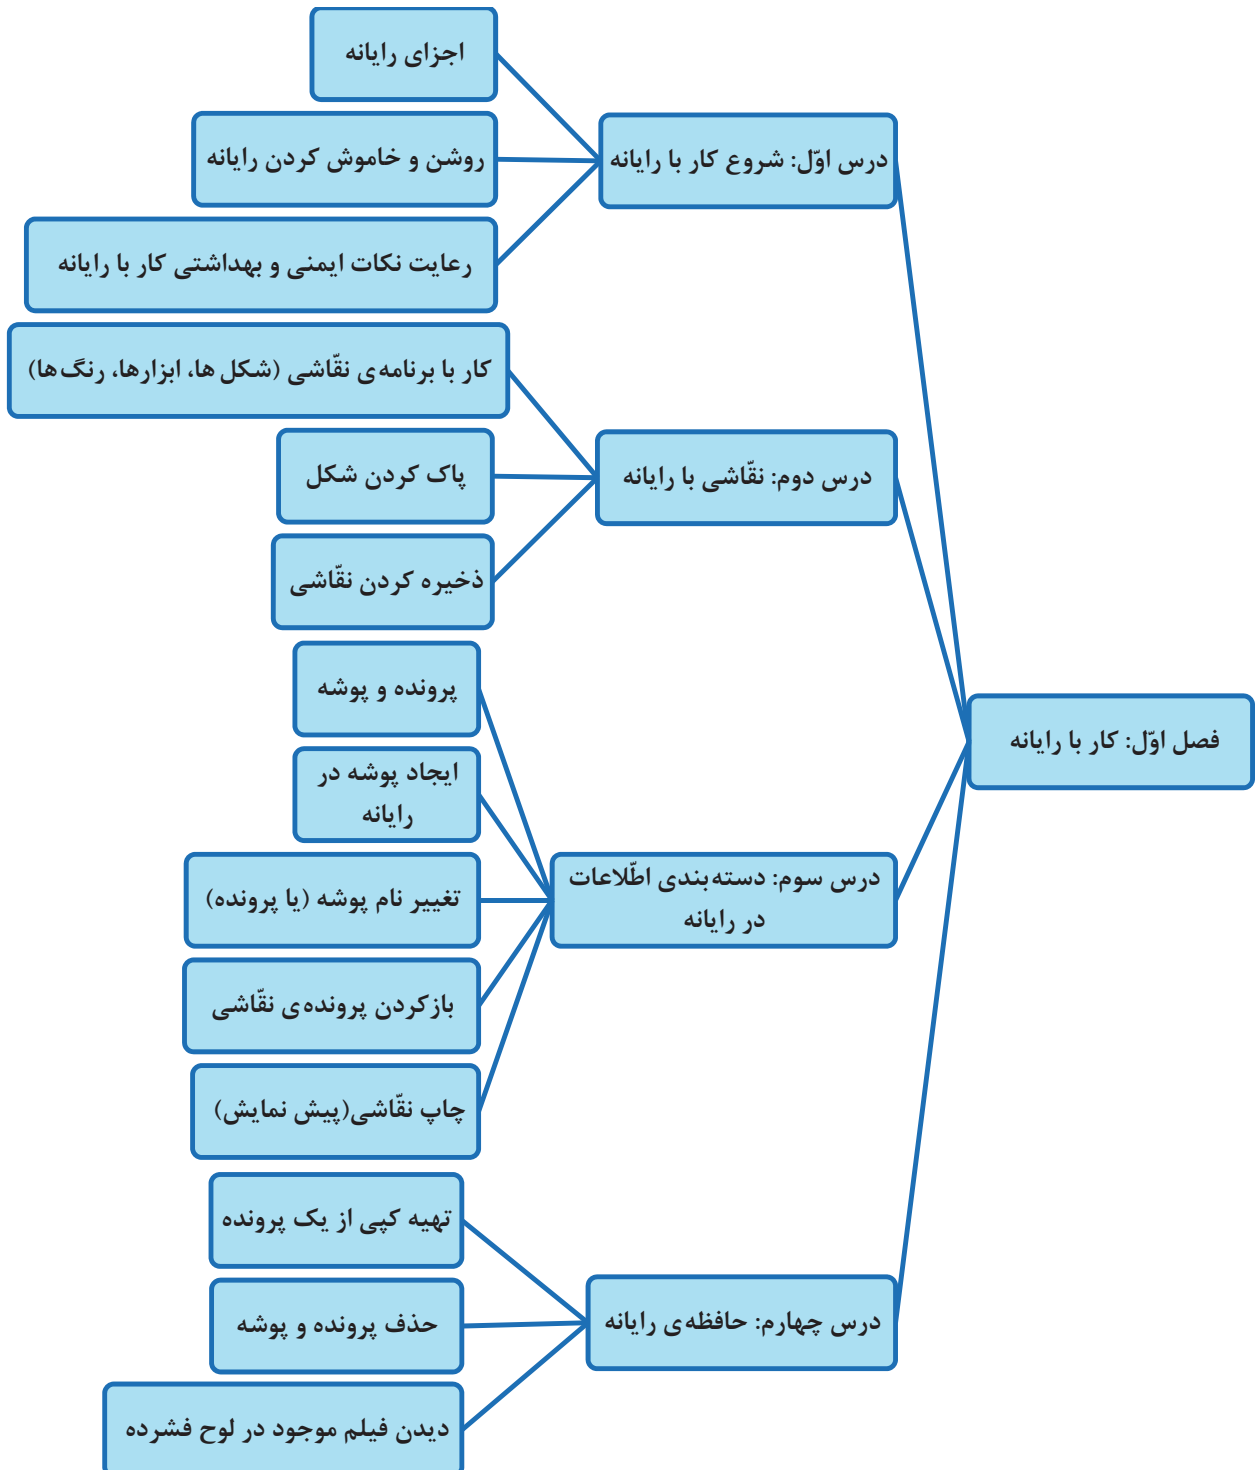 فصل اوّل: کار با رایانه
درس اوّل: شروع کار با رایانه
اجزای رایانه
روشن و خاموش کردن رایانه
رعایت نکات ایمنی و بهداشتی کار با رایانه
درس دوم: نقّاشی با رایانه
کار با برنامه‌ی نقّاشی (شکل‌ها، ابزارها، رنگ‌ها)
پاک کردن شکل
ذخیره کردن نقّاشی
درس سوم: دسته‌بندی اطّلاعات
در رایانه
پرونده و پوشه
ایجاد پوشه در
رایانه
تغییر نام پوشه (یا پرونده)
بازکردن پرونده‌ی نقّاشی
چاپ نقّاشی(پیش نمایش)
درس چهارم: حافظه‌ی رایانه
تهیه کپی از یک پرونده
حذف پرونده و پوشه
دیدن فیلم موجود در لوح فشرده